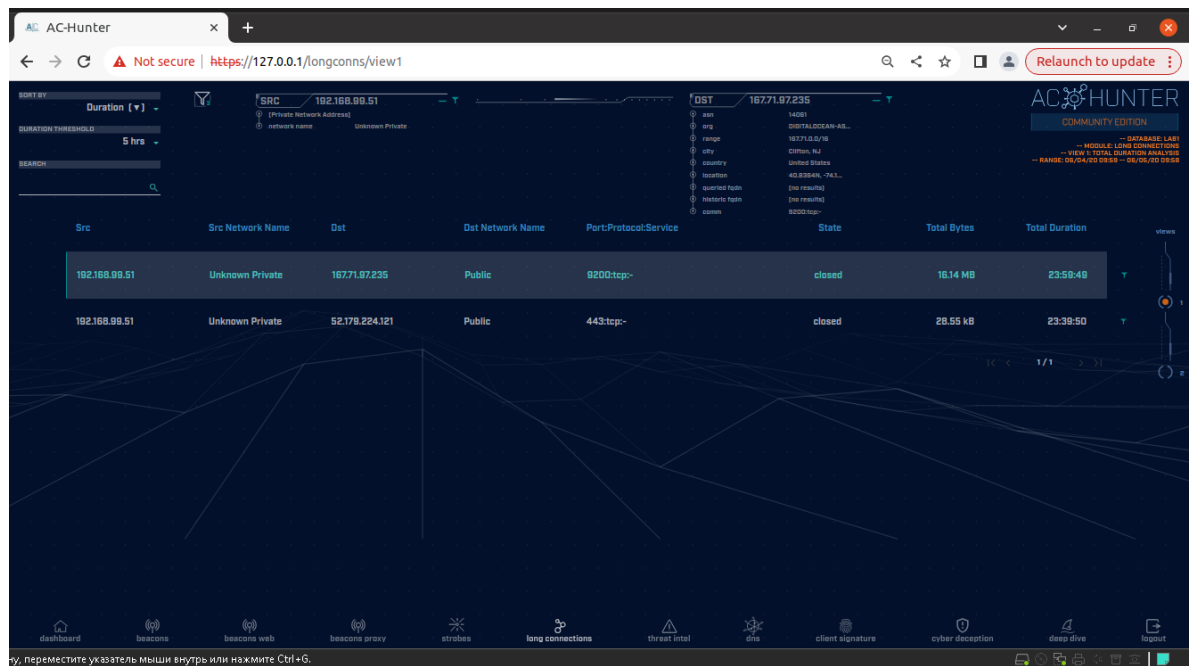 AC AC-Hunter × +
Not secure | https://127.0.0.1/longconns/view1 Relaunch to update
SORT BY
Duration [▼]
DURATION THRESHOLD
5 hrs
SEARCH
SRC 192.168.99.51
[Private Network Address]
network name Unknown Private
DST 167.71.97.235
asn 14061
org DIGITALOCEAN-AS...
range 167.71.0.0/16
city Clifton, NJ
country United States
location 40.8364N, -74.1...
queried fqdn [no results]
historic fqdn [no results]
comm 9200:tcp:-
AC HUNTER
COMMUNITY EDITION
-- DATABASE: LAB1
-- MODULE: LONG CONNECTIONS
-- VIEW 1: TOTAL DURATION ANALYSIS
-- RANGE: 06/04/20 09:58 -- 06/05/20 09:58
Src Src Network Name Dst Dst Network Name Port:Protocol:Service State Total Bytes Total Duration views
192.168.99.51 Unknown Private 167.71.97.235 Public 9200:tcp:- closed 16.14 MB 23:59:49
1
192.168.99.51 Unknown Private 52.179.224.121 Public 443:tcp:- closed 28.55 kB 23:39:50
|< < 1/1 > >|
2
dashboard beacons beacons web beacons proxy strobes long connections threat intel dns client signature cyber deception deep dive logout
ну, переместите указатель мыши внутрь или нажмите Ctrl+G.